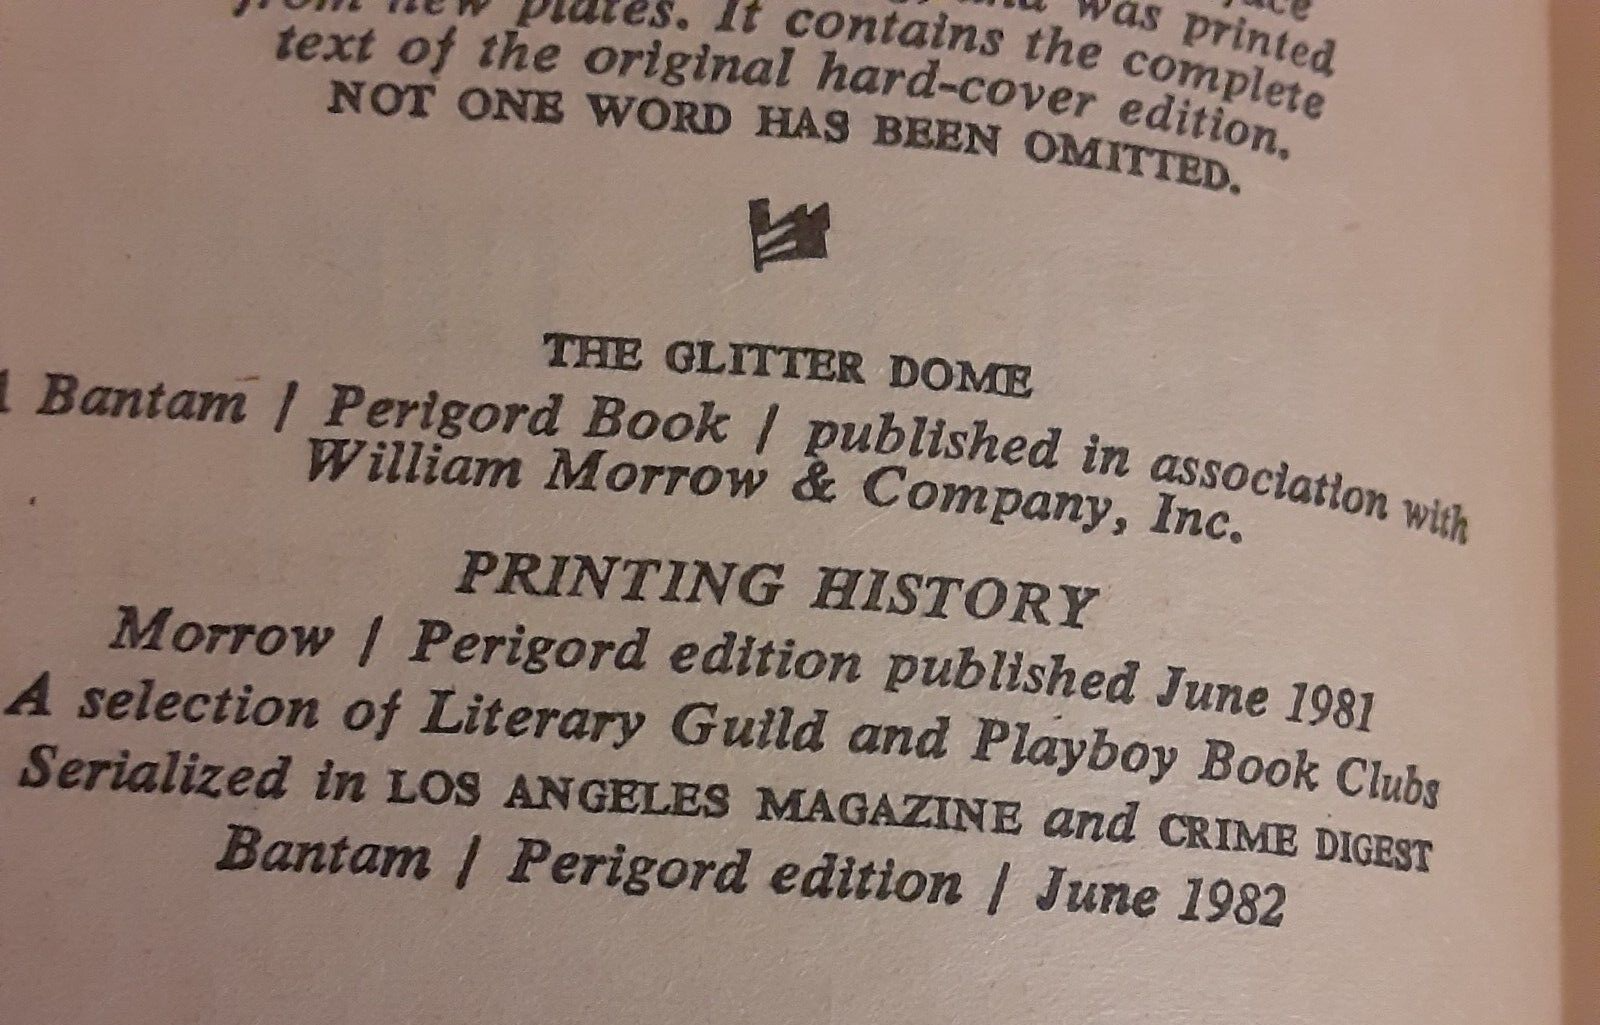 was printed
from new plates. It contains the complete
text of the original hard-cover edition.
NOT ONE WORD HAS BEEN OMITTED.
THE GLITTER DOME
A Bantam / Perigord Book / published in association with
William Morrow & Company, Inc.
PRINTING HISTORY
Morrow / Perigord edition published June 1981
A selection of Literary Guild and Playboy Book Clubs
Serialized in LOS ANGELES MAGAZINE and CRIME DIGEST
Bantam / Perigord edition / June 1982